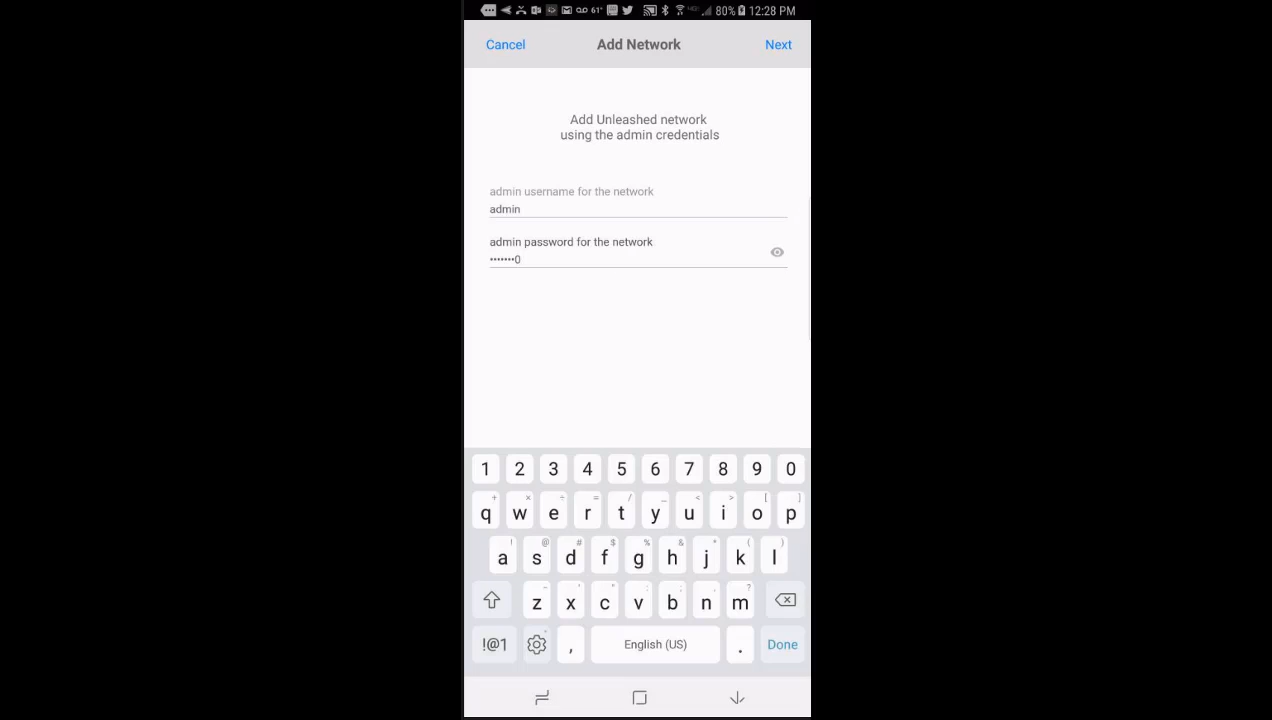 61° 80% 12:28 PM
Cancel Add Network Next
Add Unleashed network
using the admin credentials
admin username for the network
admin
admin password for the network
•••••••0
1 2 3 4 5 6 7 8 9 0
+ × ÷ = / _ < > [ ]
q w e r t y u i o p
! @ # $ % & * ( )
a s d f g h j k l
- ' " : ; , ?
z x c v b n m
!@1 , English (US) . Done